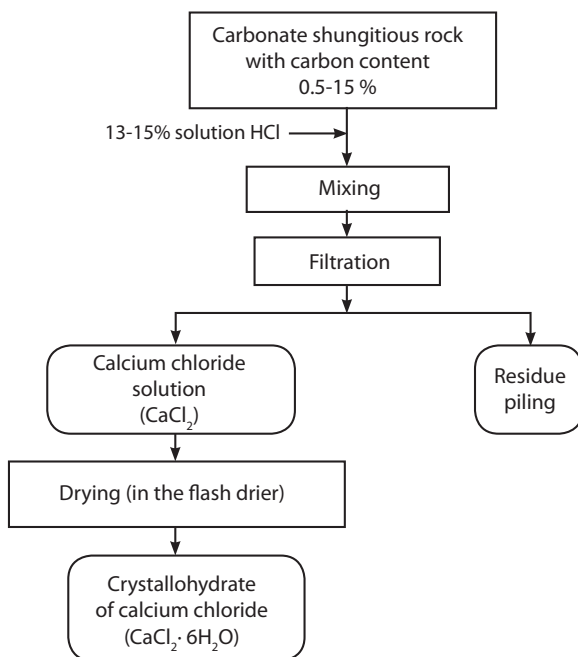 Carbonate shungitious rock
with carbon content
0.5-15 %
13-15% solution HCl
Mixing
Filtration
Calcium chloride
solution
(CaCl₂)
Residue
piling
Drying (in the flash drier)
Crystallohydrate
of calcium chloride
(CaCl₂· 6H₂O)